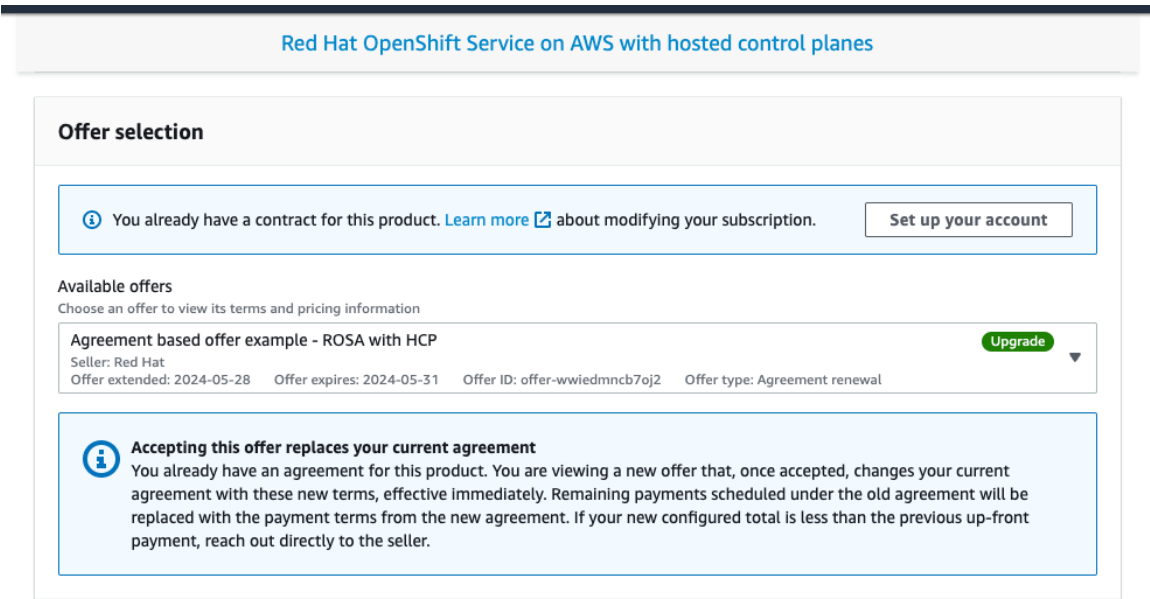 Red Hat OpenShift Service on AWS with hosted control planes
Offer selection
You already have a contract for this product. Learn more about modifying your subscription.
Set up your account
Available offers
Choose an offer to view its terms and pricing information
Agreement based offer example - ROSA with HCP
Upgrade
Seller: Red Hat
Offer extended: 2024-05-28 Offer expires: 2024-05-31 Offer ID: offer-wwiedmncb7oj2 Offer type: Agreement renewal
Accepting this offer replaces your current agreement
You already have an agreement for this product. You are viewing a new offer that, once accepted, changes your current
agreement with these new terms, effective immediately. Remaining payments scheduled under the old agreement will be
replaced with the payment terms from the new agreement. If your new configured total is less than the previous up-front
payment, reach out directly to the seller.